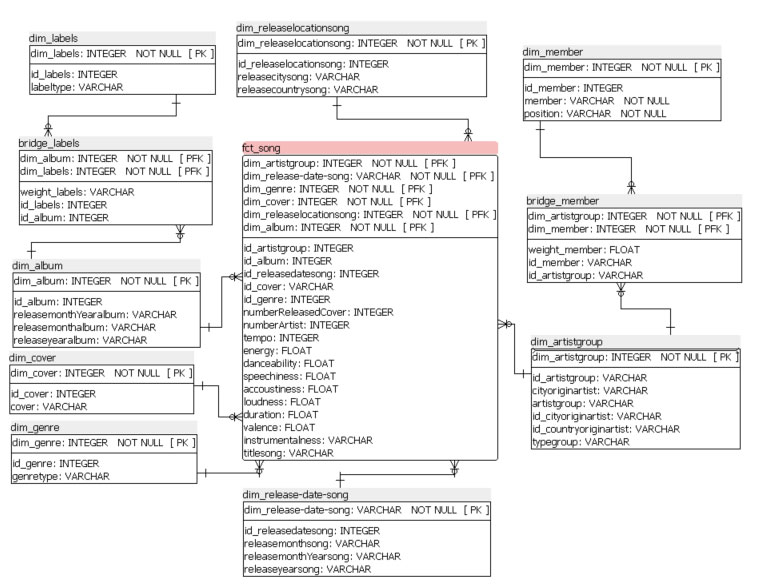 dim_labels
dim_labels: INTEGER NOT NULL [ PK ]
id_labels: INTEGER
labeltype: VARCHAR
dim_releaselocationsong
dim_releaselocationsong: INTEGER NOT NULL [ PK ]
id_releaselocationsong: INTEGER
releasecitysong: VARCHAR
releasecountrysong: VARCHAR
dim_member
dim_member: INTEGER NOT NULL [ PK ]
id_member: INTEGER
member: VARCHAR NOT NULL
position: VARCHAR NOT NULL
bridge_labels
dim_album: INTEGER NOT NULL [ PFK ]
dim_labels: INTEGER NOT NULL [ PFK ]
weight_labels: VARCHAR
id_labels: INTEGER
id_album: INTEGER
fct_song
dim_artistgroup: INTEGER NOT NULL [ PFK ]
dim_release-date-song: VARCHAR NOT NULL [ PFK ]
dim_genre: INTEGER NOT NULL [ PFK ]
dim_cover: INTEGER NOT NULL [ PFK ]
dim_releaselocationsong: INTEGER NOT NULL [ PFK ]
dim_album: INTEGER NOT NULL [ PFK ]
id_artistgroup: INTEGER
id_album: INTEGER
id_releasedatesong: INTEGER
id_cover: VARCHAR
id_genre: INTEGER
numberReleasedCover: INTEGER
numberArtist: INTEGER
tempo: INTEGER
energy: FLOAT
danceability: FLOAT
speechiness: FLOAT
accoustiness: FLOAT
loudness: FLOAT
duration: FLOAT
valence: FLOAT
instrumentalness: VARCHAR
titlesong: VARCHAR
bridge_member
dim_artistgroup: INTEGER NOT NULL [ PFK ]
dim_member: INTEGER NOT NULL [ PFK ]
weight_member: FLOAT
id_member: VARCHAR
id_artistgroup: VARCHAR
dim_album
dim_album: INTEGER NOT NULL [ PK ]
id_album: INTEGER
releasemonthYearalbum: VARCHAR
releasemonthalbum: VARCHAR
releaseyearalbum: VARCHAR
dim_artistgroup
dim_artistgroup: INTEGER NOT NULL [ PK ]
id_artistgroup: VARCHAR
cityoriginartist: VARCHAR
artistgroup: VARCHAR
id_cityoriginartist: VARCHAR
id_countryoriginartist: VARCHAR
typegroup: VARCHAR
dim_cover
dim_cover: INTEGER NOT NULL [ PK ]
id_cover: INTEGER
cover: VARCHAR
dim_genre
dim_genre: INTEGER NOT NULL [ PK ]
id_genre: INTEGER
genretype: VARCHAR
dim_release-date-song
dim_release-date-song: VARCHAR NOT NULL [ PK ]
id_releasedatesong: INTEGER
releasemonthsong: VARCHAR
releasemonthYearsong: VARCHAR
releaseyearsong: VARCHAR